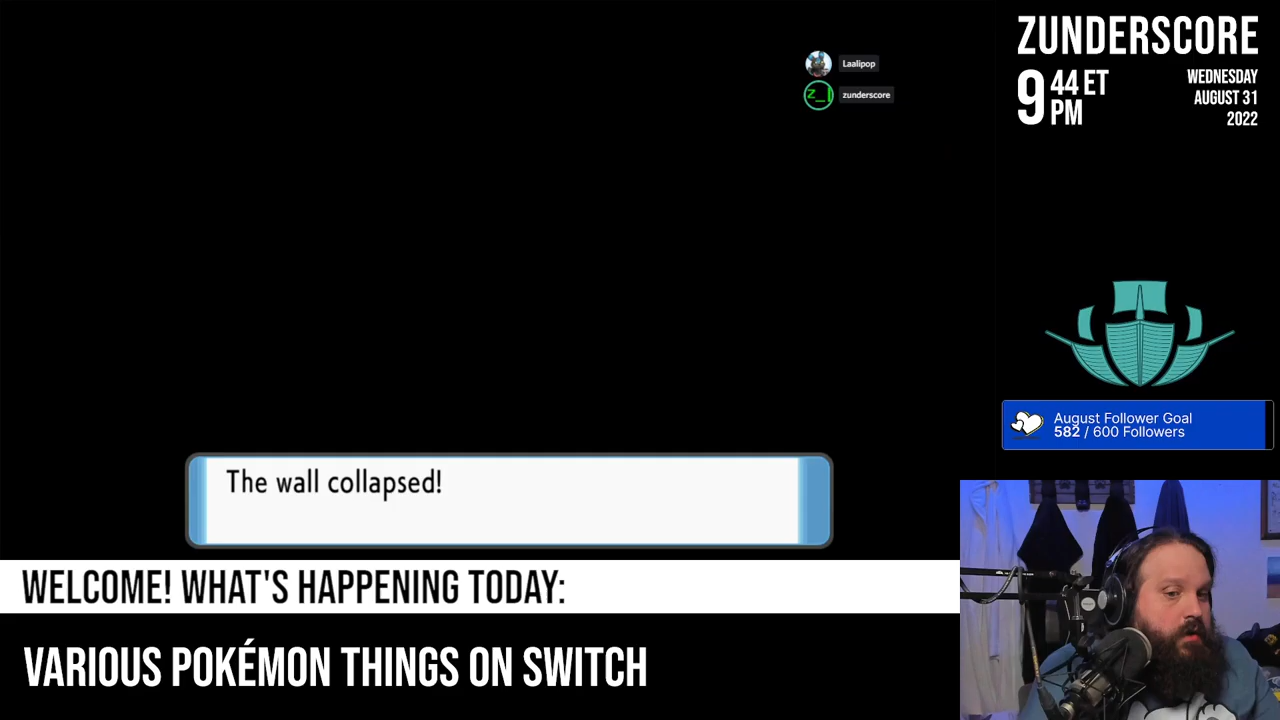 Laalipop
zunderscore
ZUNDERSCORE
9 44 ET
PM
WEDNESDAY
AUGUST 31
2022
August Follower Goal
582 / 600 Followers
The wall collapsed!
WELCOME! WHAT'S HAPPENING TODAY:
VARIOUS POKÉMON THINGS ON SWITCH